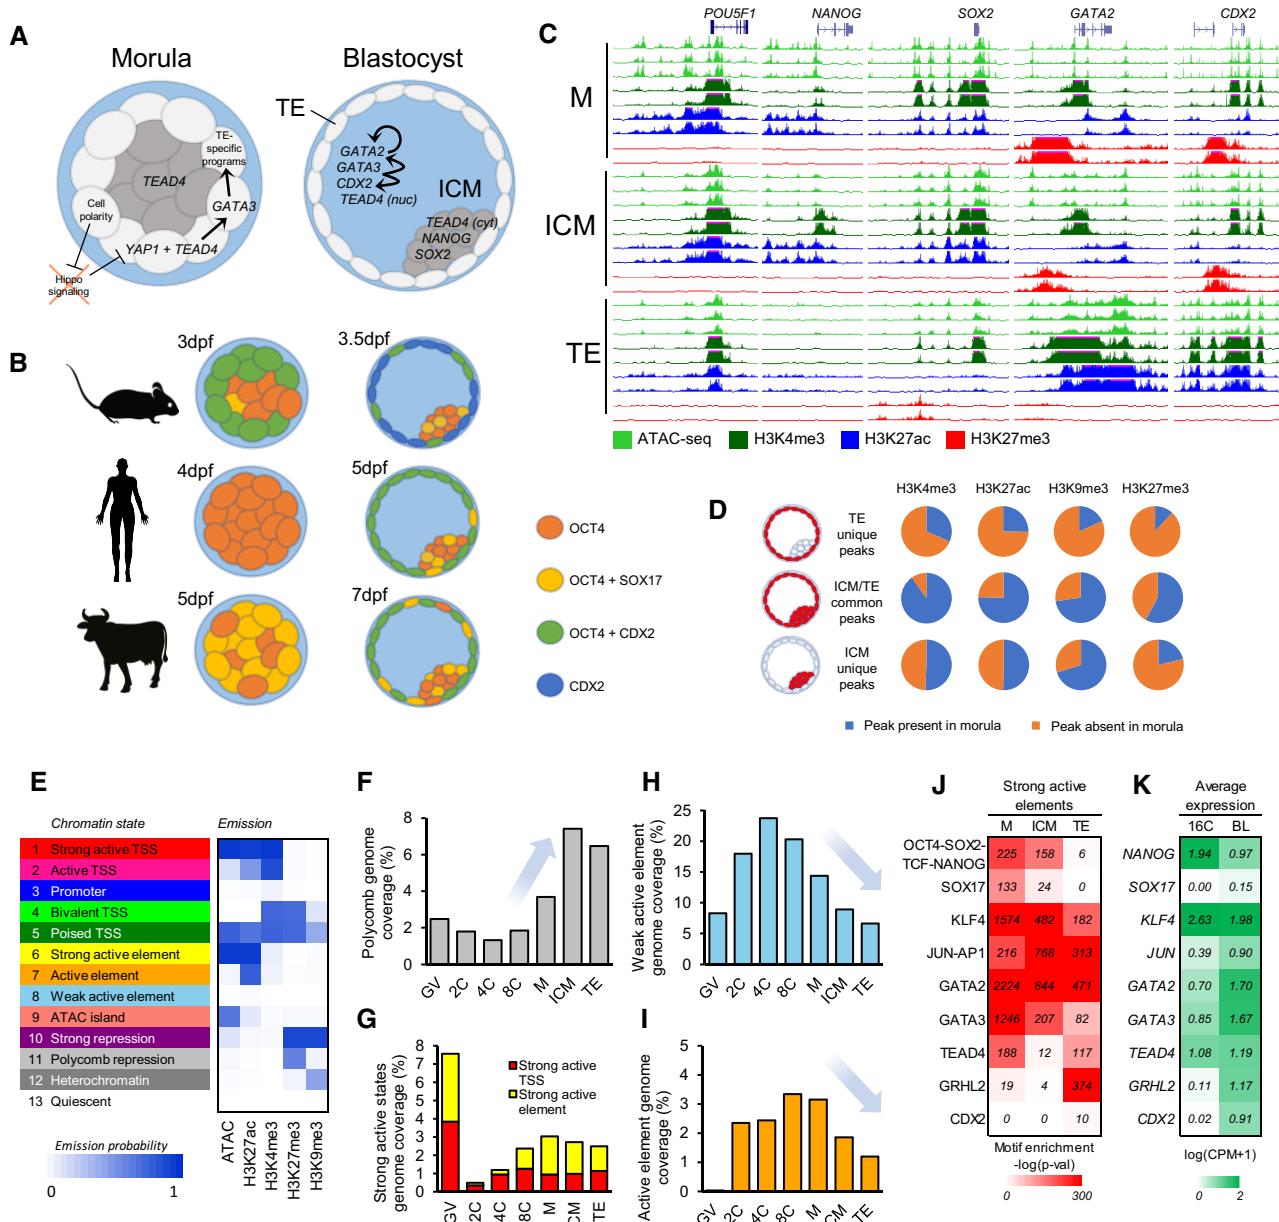 A
Morula
Blastocyst
TE
TE-
specific
programs
TEAD4
Cell
polarity
GATA3
YAP1 + TEAD4
Hippo
signaling
GATA2
GATA3
CDX2
TEAD4 (nuc)
ICM
TEAD4 (cyt)
NANOG
SOX2
B
3dpf
3.5dpf
4dpf
5dpf
5dpf
7dpf
OCT4
OCT4 + SOX17
OCT4 + CDX2
CDX2
C
POU5F1
NANOG
SOX2
GATA2
CDX2
M
ICM
TE
ATAC-seq
H3K4me3
H3K27ac
H3K27me3
D
H3K4me3
H3K27ac
H3K9me3
H3K27me3
TE
unique
peaks
ICM/TE
common
peaks
ICM
unique
peaks
Peak present in morula
Peak absent in morula
E
Chromatin state
Emission
1 Strong active TSS
2 Active TSS
3 Promoter
4 Bivalent TSS
5 Poised TSS
6 Strong active element
7 Active element
8 Weak active element
9 ATAC island
10 Strong repression
11 Polycomb repression
12 Heterochromatin
13 Quiescent
ATAC
H3K27ac
H3K4me3
H3K27me3
H3K9me3
Emission probability
0 1
F
Polycomb genome
coverage (%)
8
6
4
2
0
GV 2C 4C 8C M ICM TE
G
Strong active states
genome coverage (%)
8
7
6
5
4
3
2
1
0
Strong active
TSS
Strong active
element
GV 2C 4C 8C M ICM TE
H
Weak active element
genome coverage (%)
25
20
15
10
5
0
GV 2C 4C 8C M ICM TE
I
Active element genome
coverage (%)
5
4
3
2
1
0
GV 2C 4C 8C M ICM TE
J
Strong active
elements
M ICM TE
OCT4-SOX2-
TCF-NANOG 225 158 6
SOX17 133 24 0
KLF4 1574 482 182
JUN-AP1 216 768 313
GATA2 2224 844 471
GATA3 1246 207 82
TEAD4 188 12 117
GRHL2 19 4 374
CDX2 0 0 10
Motif enrichment
-log(p-val)
0 300
K
Average
expression
16C BL
NANOG 1.94 0.97
SOX17 0.00 0.15
KLF4 2.63 1.98
JUN 0.39 0.90
GATA2 0.70 1.70
GATA3 0.85 1.67
TEAD4 1.08 1.19
GRHL2 0.11 1.17
CDX2 0.02 0.91
log(CPM+1)
0 2